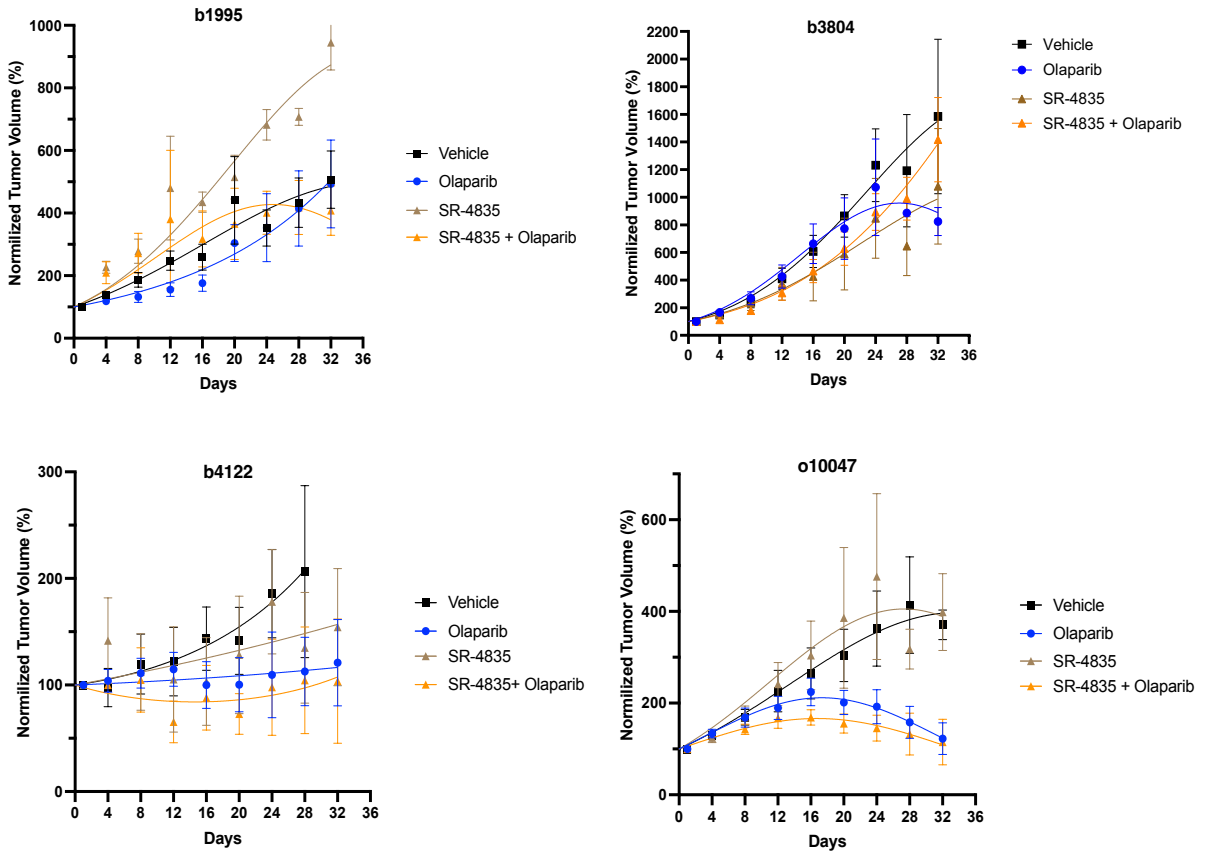 b1995
Normilized Tumor Volume (%)
1000
800
600
400
200
0
0 4 8 12 16 20 24 28 32 36
Days
Vehicle
Olaparib
SR-4835
SR-4835 + Olaparib
b3804
Normilized Tumor Volume (%)
2200
2000
1800
1600
1400
1200
1000
800
600
400
200
0
0 4 8 12 16 20 24 28 32 36
Days
Vehicle
Olaparib
SR-4835
SR-4835 + Olaparib
b4122
Normilized Tumor Volume (%)
300
200
100
0
0 4 8 12 16 20 24 28 32 36
Days
Vehicle
Olaparib
SR-4835
SR-4835+ Olaparib
o10047
Normilized Tumor Volume (%)
600
400
200
0
0 4 8 12 16 20 24 28 32 36
Days
Vehicle
Olaparib
SR-4835
SR-4835 + Olaparib